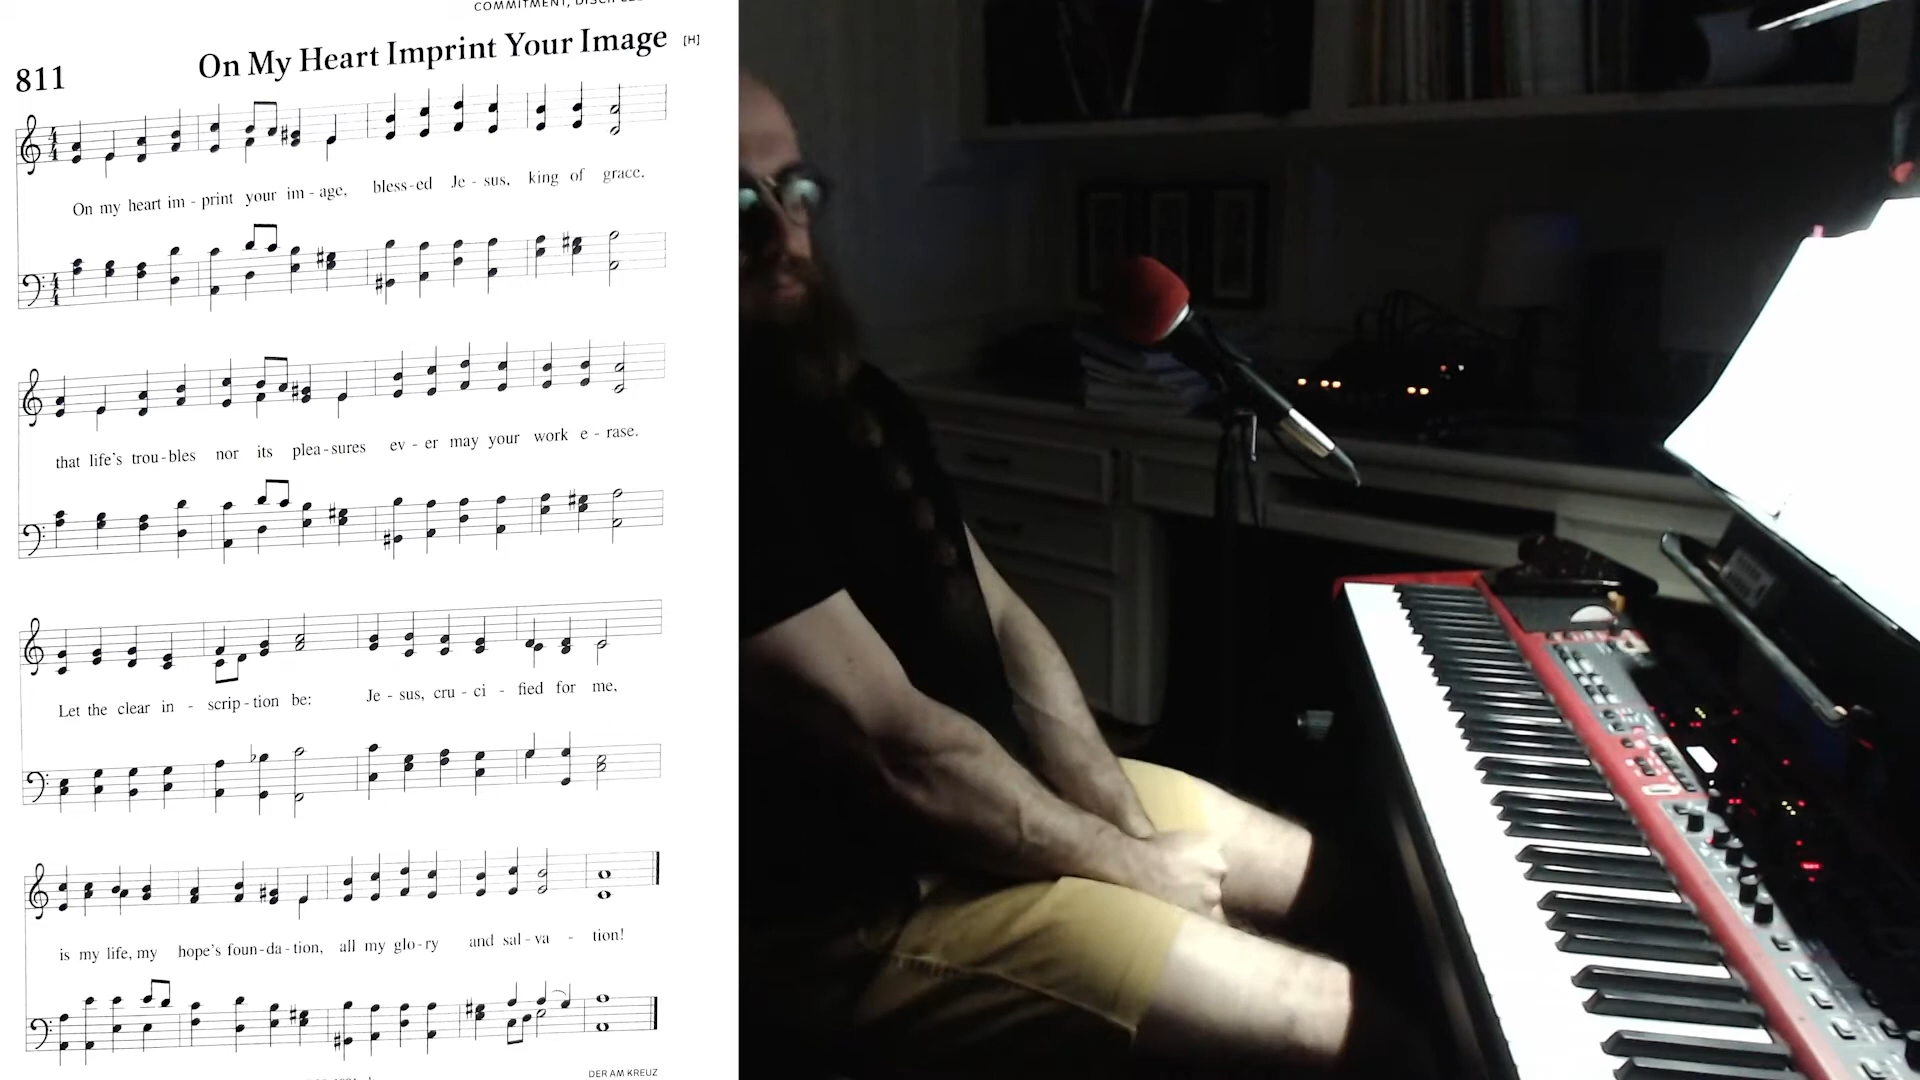 COMMITMENT,
811 On My Heart Imprint Your Image [H]
On my heart im - print your im - age, bless - ed Je - sus, king of grace,
that life's trou - bles nor its plea - sures ev - er may your work e - rase.
Let the clear in - scrip - tion be: Je - sus, cru - ci - fied for me,
is my life, my hope's foun - da - tion, all my glo - ry and sal - va - tion!
DER AM KREUZ